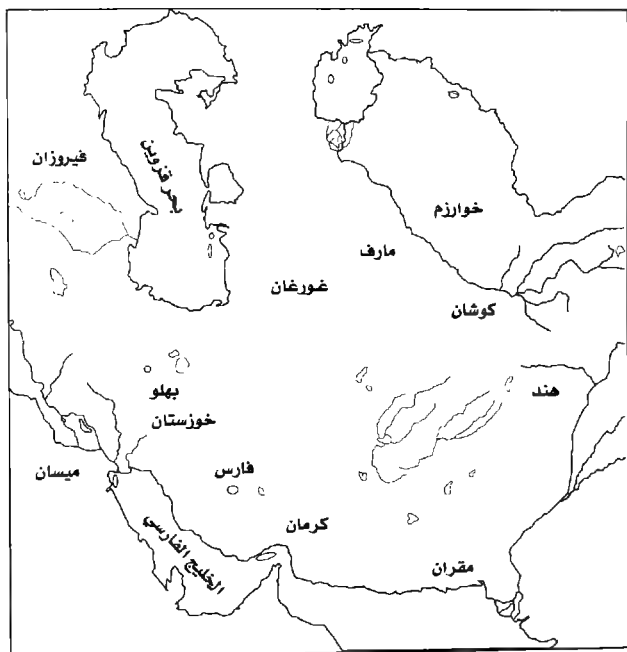 فيروزان
بحر قزوين
خوارزم
مارف
غورغان
كوشان
بهلو
هند
خوزستان
ميسان
فارس
كرمان
الخليج الفارسي
مقران